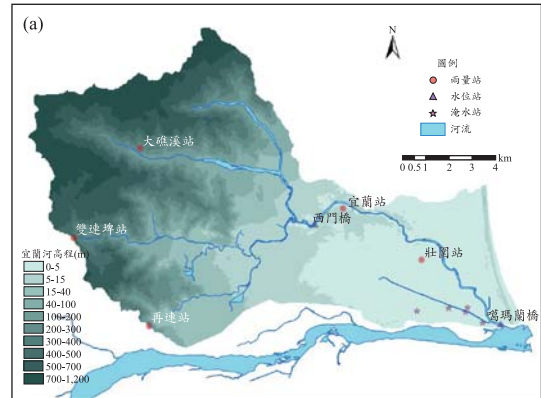 (a)
N
圖例
雨量站
水位站
淹水站
河流
0 0.5 1 2 3 4
km
大礁溪站
宜蘭站
西門橋
雙連埤站
壯圍站
再連站
噶瑪蘭橋
宜蘭河高程(m)
0-5
5-15
15-40
40-100
100-200
200-300
300-400
400-500
500-700
700-1,200